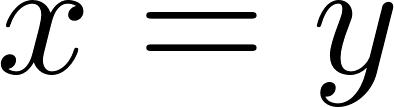 x = y